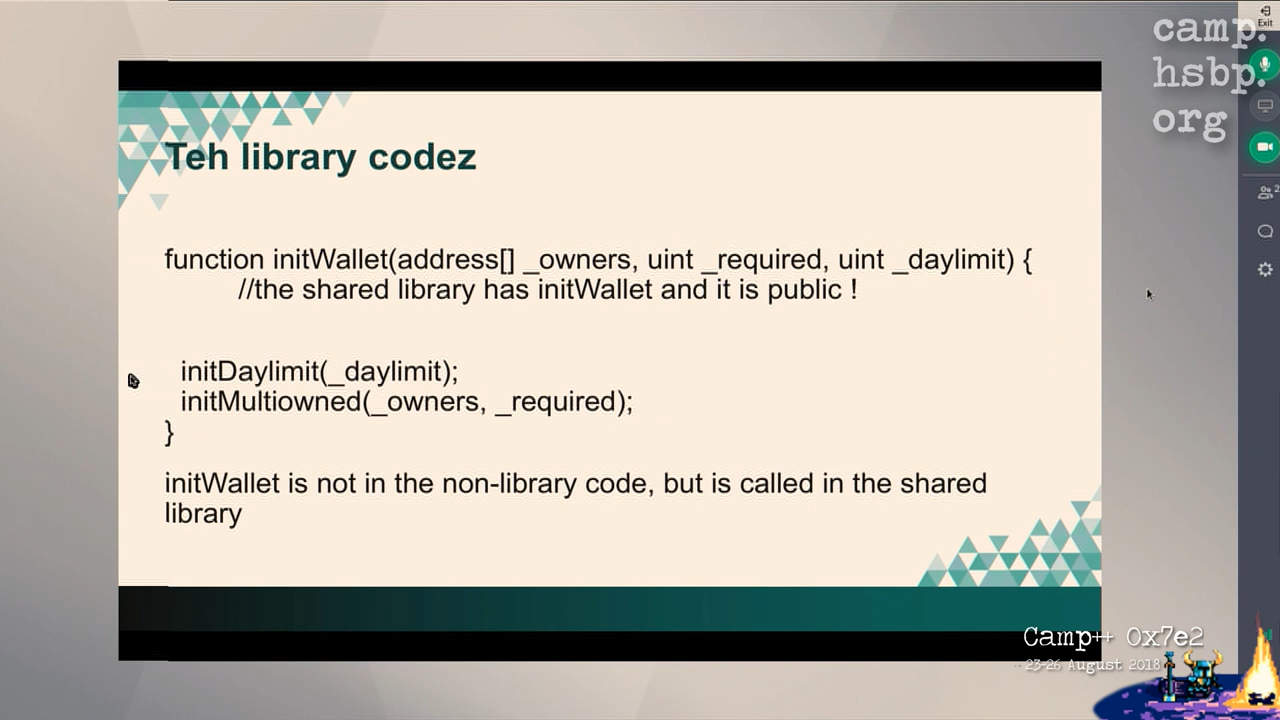 Exit
camp.
hsbp.
org
Teh library codez
function initWallet(address[] _owners, uint _required, uint _daylimit) {
//the shared library has initWallet and it is public !
initDaylimit(_daylimit);
initMultiowned(_owners, _required);
}
initWallet is not in the non-library code, but is called in the shared
library
Camp++ 0x7e2
23-26 August 2018